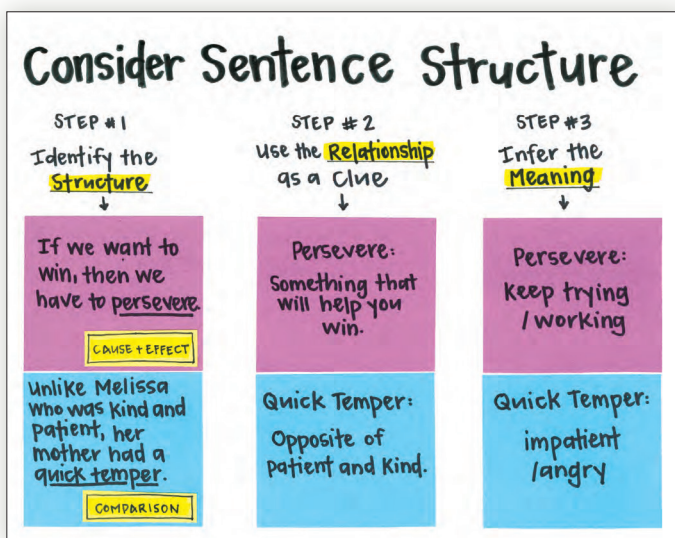 Consider Sentence Structure
STEP #1
Identify the
Structure
If we want to
win, then we
have to persevere
CAUSE + EFFECT
unlike Melissa
who was kind and
patient, her
mother had a
quick temper.
COMPARISON
STEP #2
use the Relationship
as a clue
Persevere:
Something that
will help you
win.
Quick Temper:
Opposite of
patient and kind.
STEP #3
Infer the
Meaning
Persevere:
Keep trying
/working
Quick Temper:
impatient
/angry